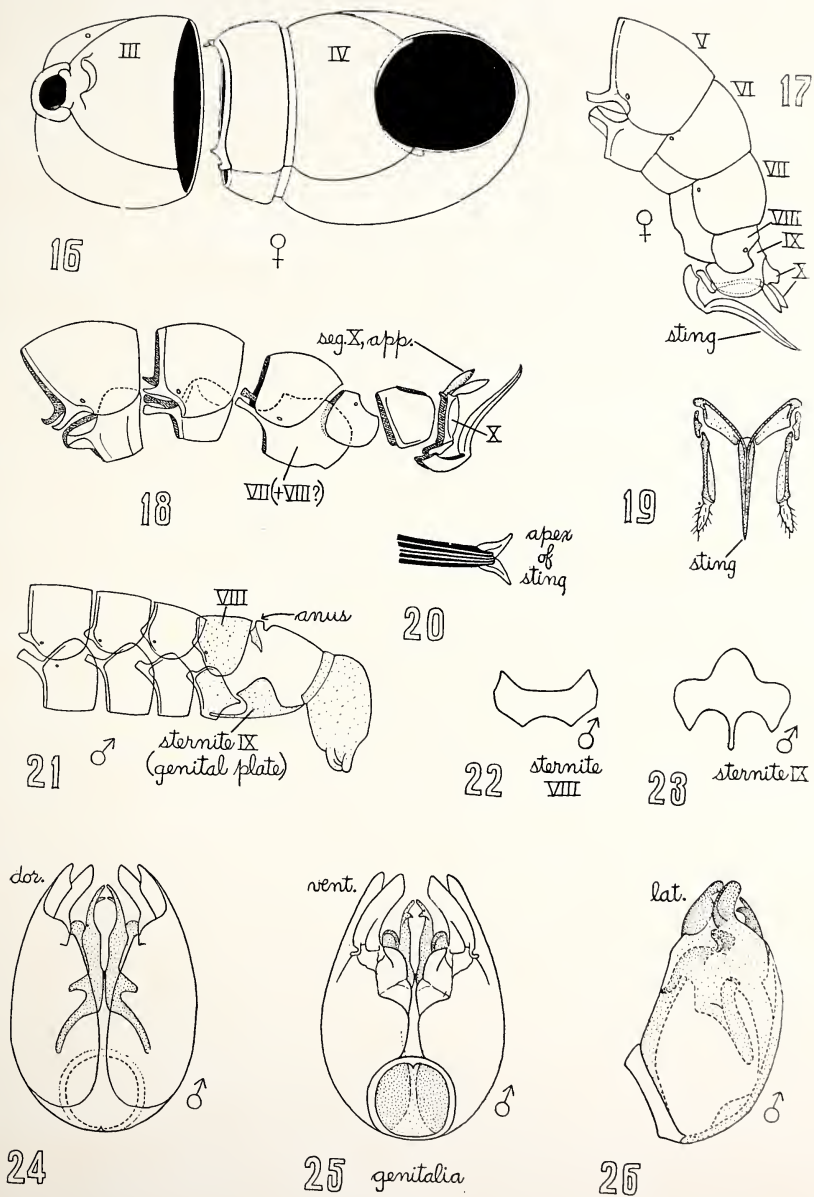 III
IV
V
17
VI
VII
VIII
IX
X
16
♀
♀
sting
seg. X, app.
X
VII (+VIII?)
18
19
sting
apex
of
sting
20
VIII
anus
sternite IX
(genital plate)
21
♂
♂
22
sternite
VIII
♂
23
sternite IX
dor.
♂
24
vent.
♂
25
genitalia
lat.
♂
26